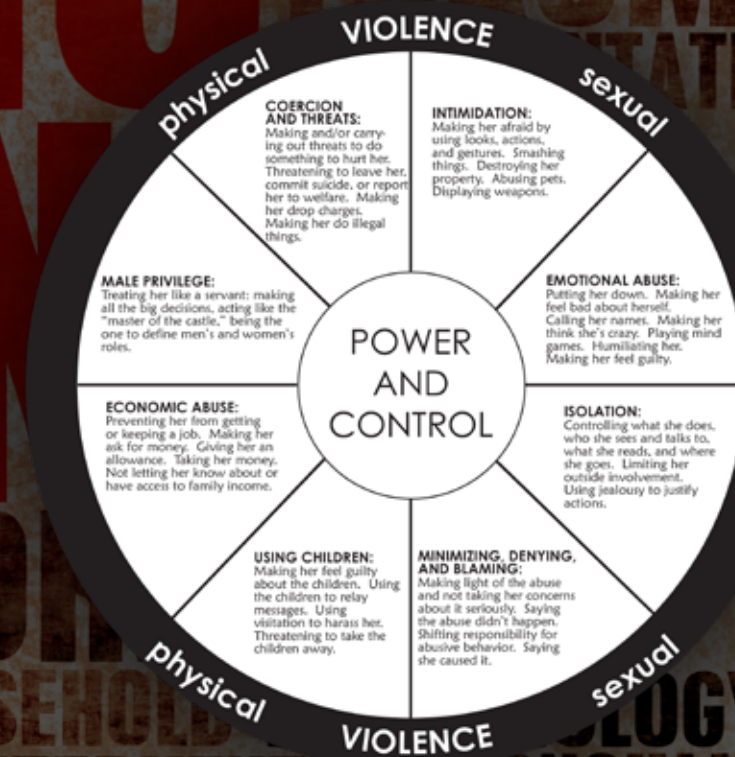 physical VIOLENCE sexual
COERCION
AND THREATS:
Making and/or carry-
ing out threats to do
something to hurt her.
Threatening to leave her,
commit suicide, or report
her to welfare. Making
her drop charges.
Making her do illegal
things.
INTIMIDATION:
Making her afraid by
using looks, actions,
and gestures. Smashing
things. Destroying her
property. Abusing pets.
Displaying weapons.
MALE PRIVILEGE:
Treating her like a servant: making
all the big decisions, acting like the
"master of the castle," being the
one to define men's and women's
roles.
EMOTIONAL ABUSE:
Putting her down. Making her
feel bad about herself.
Calling her names. Making her
think she's crazy. Playing mind
games. Humiliating her.
Making her feel guilty.
POWER
AND
CONTROL
ECONOMIC ABUSE:
Preventing her from getting
or keeping a job. Making her
ask for money. Giving her an
allowance. Taking her money.
Not letting her know about or
have access to family income.
ISOLATION:
Controlling what she does,
who she sees and talks to,
what she reads, and where
she goes. Limiting her
outside involvement.
Using jealousy to justify
actions.
USING CHILDREN:
Making her feel guilty
about the children. Using
the children to relay
messages. Using
visitation to harass her.
Threatening to take the
children away.
MINIMIZING, DENYING,
AND BLAMING:
Making light of the abuse
and not taking her concerns
about it seriously. Saying
the abuse didn't happen.
Shifting responsibility for
abusive behavior. Saying
she caused it.
physical VIOLENCE sexual